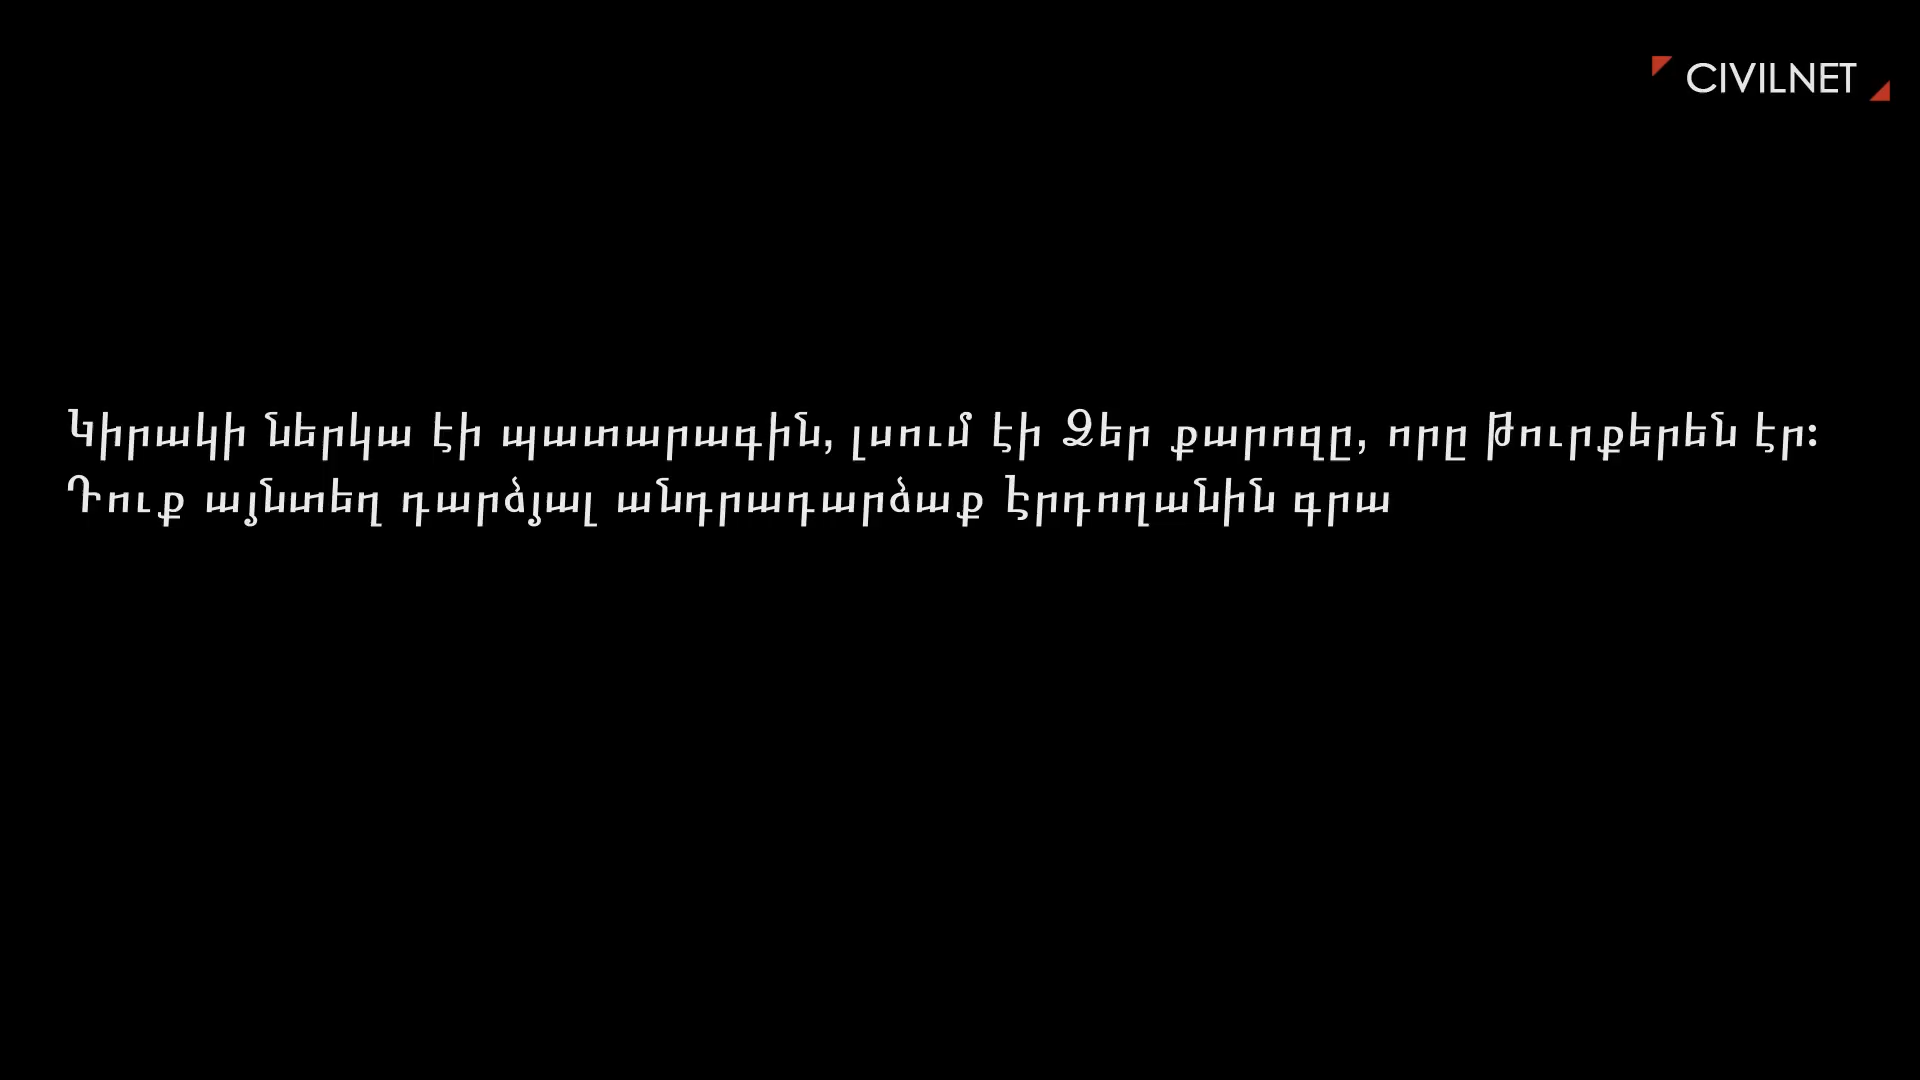 CIVILNET
Կիրակի ներկա էի պատարագին, լսում էի Ձեր քարոզը, որը թուրքերեն էր։
Դուք այնտեղ դարձյալ անդրադարձաք Էրդողանին գրա